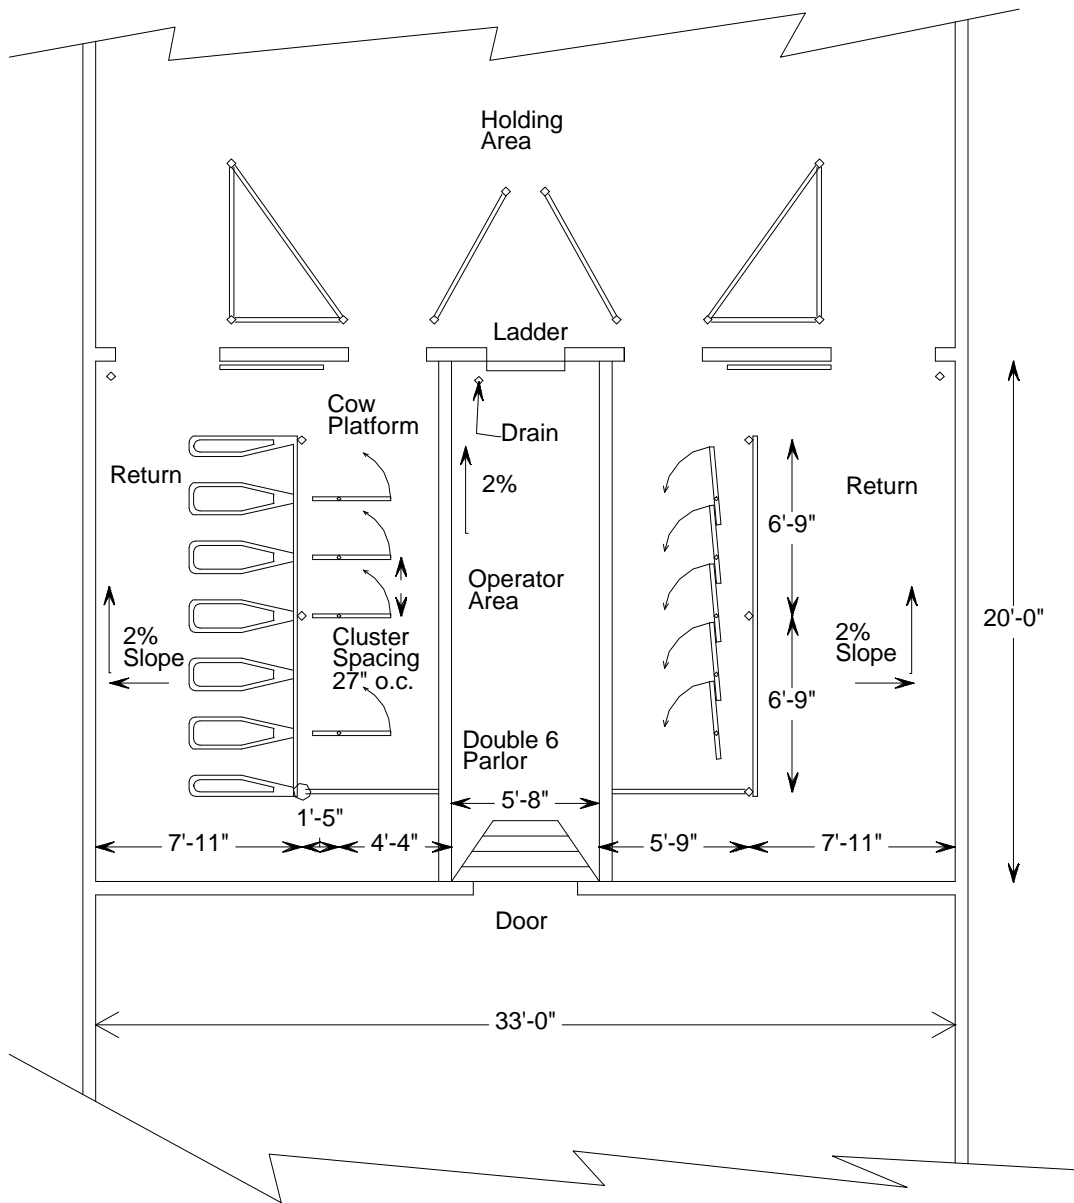 Holding
Area
Ladder
Cow
Platform
Drain
Return
2%
Return
6'-9"
Operator
Area
20'-0"
2%
Slope
Cluster
Spacing
27" o.c.
2%
Slope
6'-9"
Double 6
Parlor
5'-8"
1'-5"
7'-11"
4'-4"
5'-9"
7'-11"
Door
33'-0"